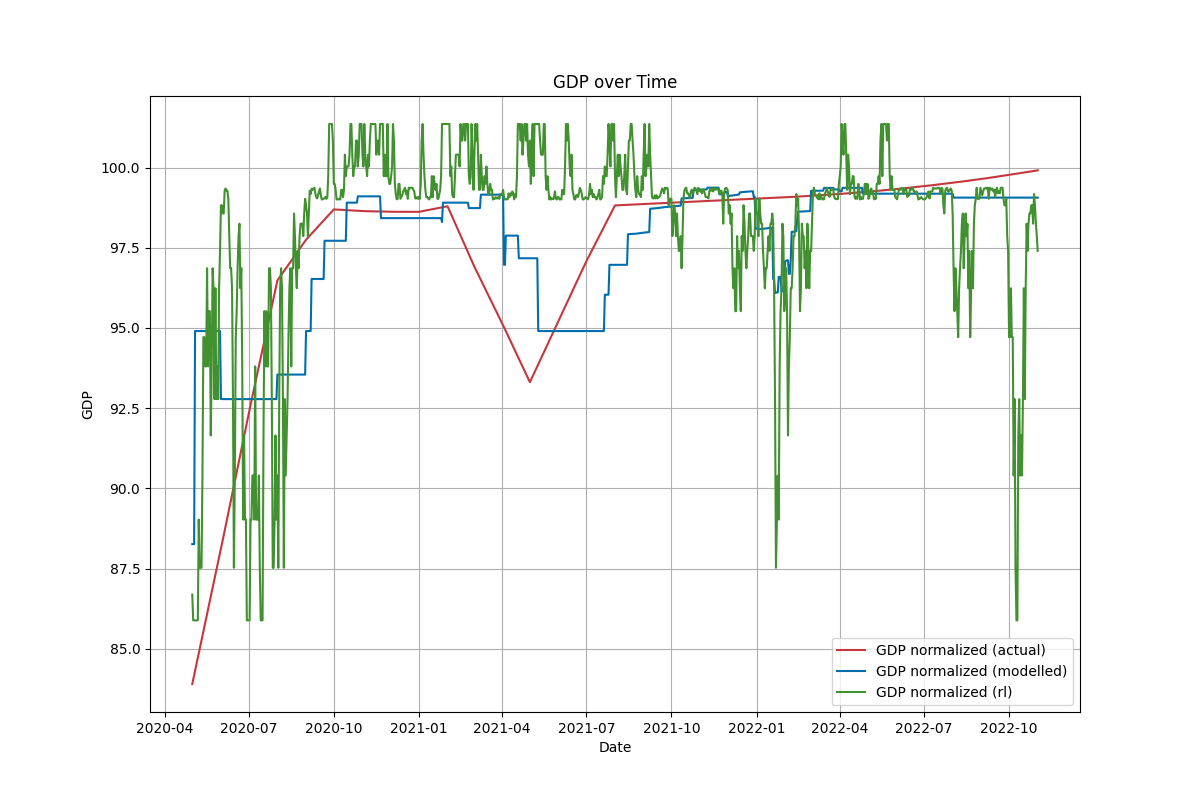 GDP over Time
GDP
100.0
97.5
95.0
92.5
90.0
87.5
85.0
GDP normalized (actual)
GDP normalized (modelled)
GDP normalized (rl)
2020-04 2020-07 2020-10 2021-01 2021-04 2021-07 2021-10 2022-01 2022-04 2022-07 2022-10
Date